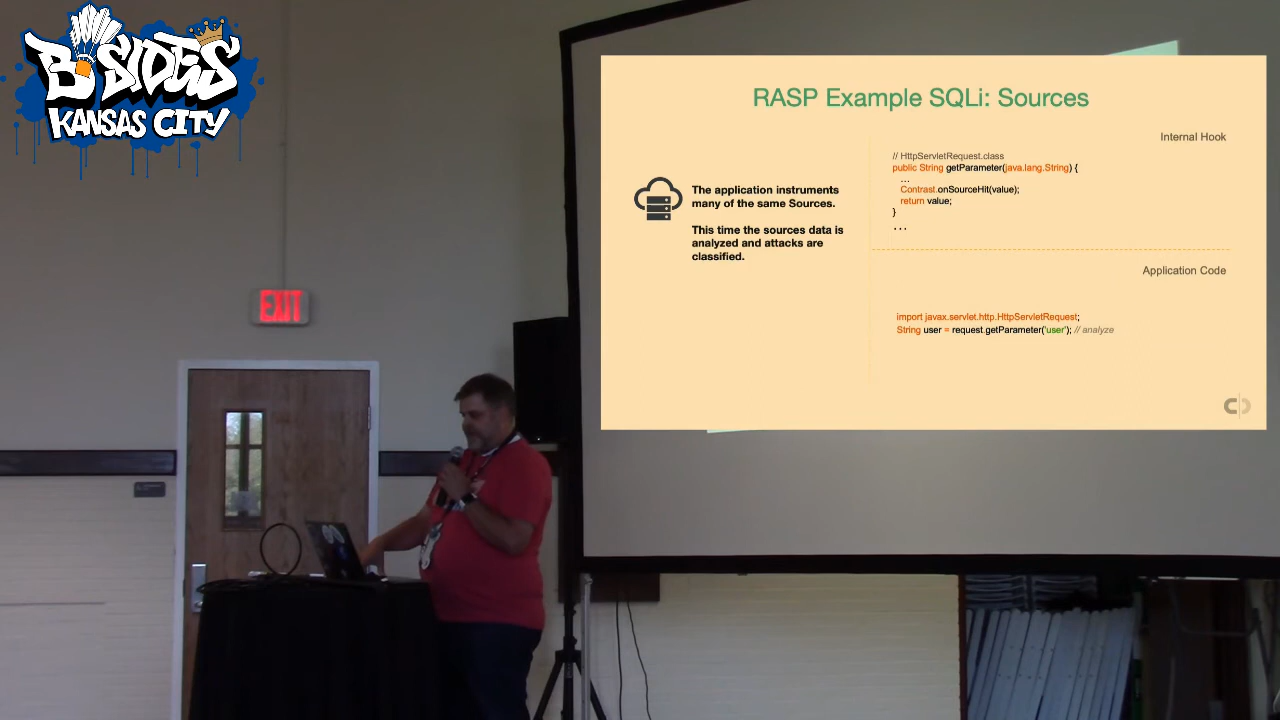 B SIDES
KANSAS CITY
EXIT
RASP Example SQLi: Sources
The application instruments
many of the same Sources.
This time the sources data is
analyzed and attacks are
classified.
Internal Hook
// HttpServletRequest.class
public String getParameter(java.lang.String) {
...
Contrast.onSourceHit(value);
return value;
}
...
Application Code
import javax.servlet.http.HttpServletRequest;
String user = request.getParameter('user'); // analyze